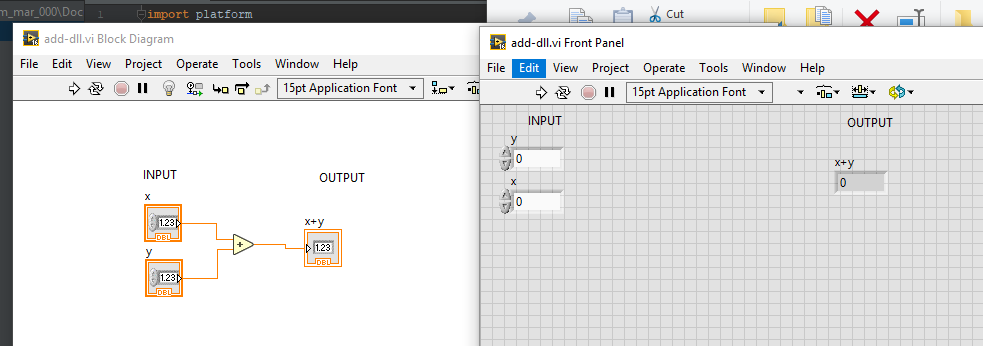 m_mar_000\Doc
1 import platform
Cut
add-dll.vi Block Diagram
File Edit View Project Operate Tools Window Help
15pt Application Font
INPUT
OUTPUT
x
1.23
DBL
y
1.23
DBL
+
x+y
1.23
DBL
add-dll.vi Front Panel
File Edit View Project Operate Tools Window Help
15pt Application Font
INPUT
OUTPUT
y
0
x
0
x+y
0